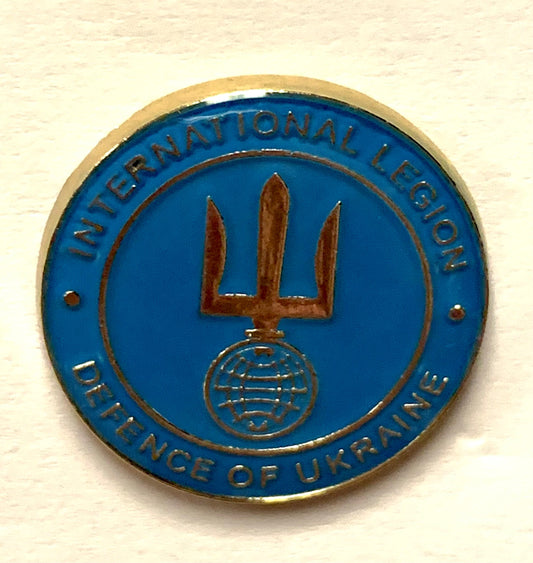 INTERNATIONAL LEGION
DEFENCE OF UKRAINE